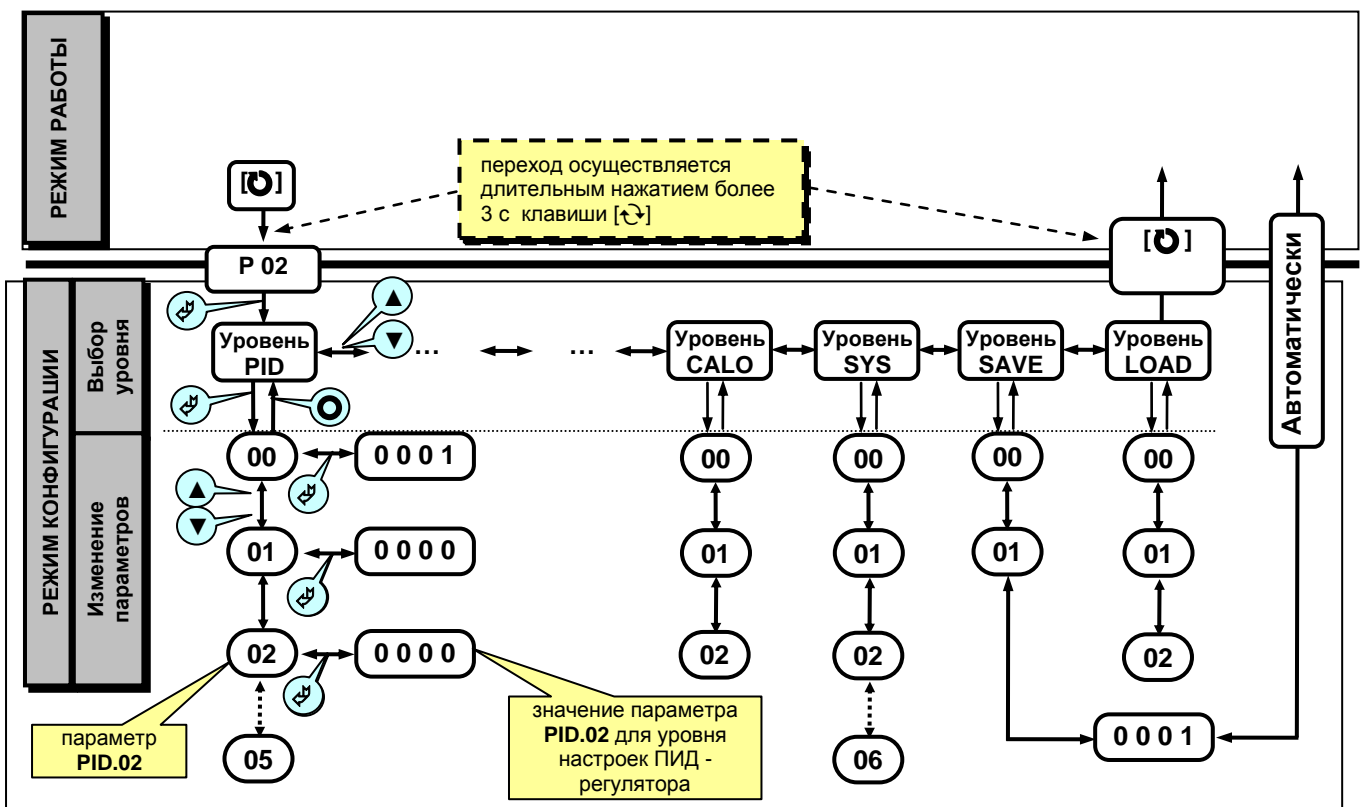 РЕЖИМ РАБОТЫ
[↻]
переход осуществляется
длительным нажатием более
3 с клавиши [↻]
[↻]
P 02
Автоматически
РЕЖИМ КОНФИГУРАЦИИ
Выбор
уровня
Изменение
параметров
▲
▼
Уровень
PID
...
...
Уровень
CALO
Уровень
SYS
Уровень
SAVE
Уровень
LOAD
00
0 0 0 1
00
00
00
00
▲
▼
01
0 0 0 0
01
01
01
01
02
0 0 0 0
02
02
02
параметр
PID.02
05
значение параметра
PID.02 для уровня
настроек ПИД -
регулятора
06
0 0 0 1